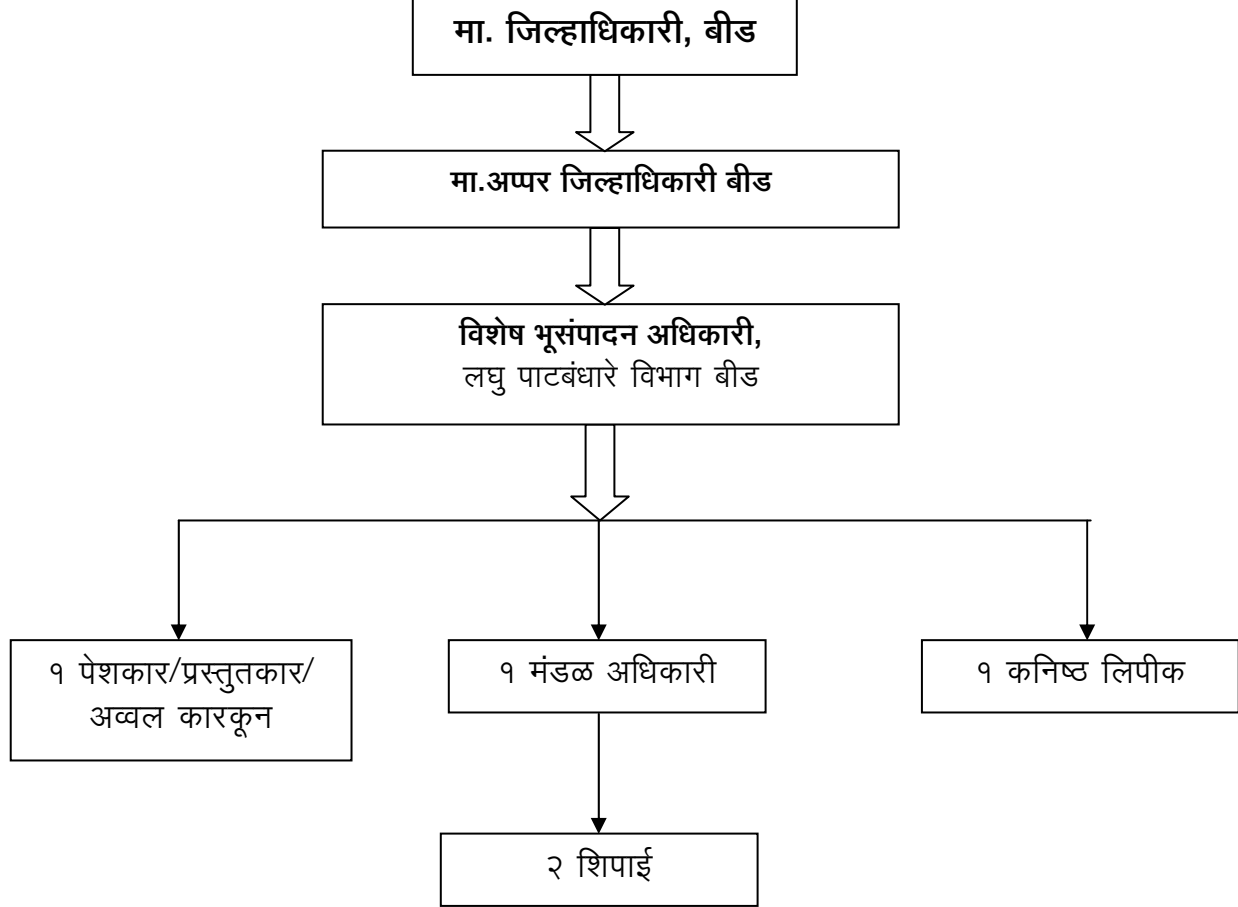 मा. जिल्हाधिकारी, बीड
मा.अप्पर जिल्हाधिकारी बीड
विशेष भूसंपादन अधिकारी,
लघु पाटबंधारे विभाग बीड
१ पेशकार/प्रस्तुतकार/
अव्वल कारकून
१ मंडळ अधिकारी
१ कनिष्ठ लिपीक
२ शिपाई